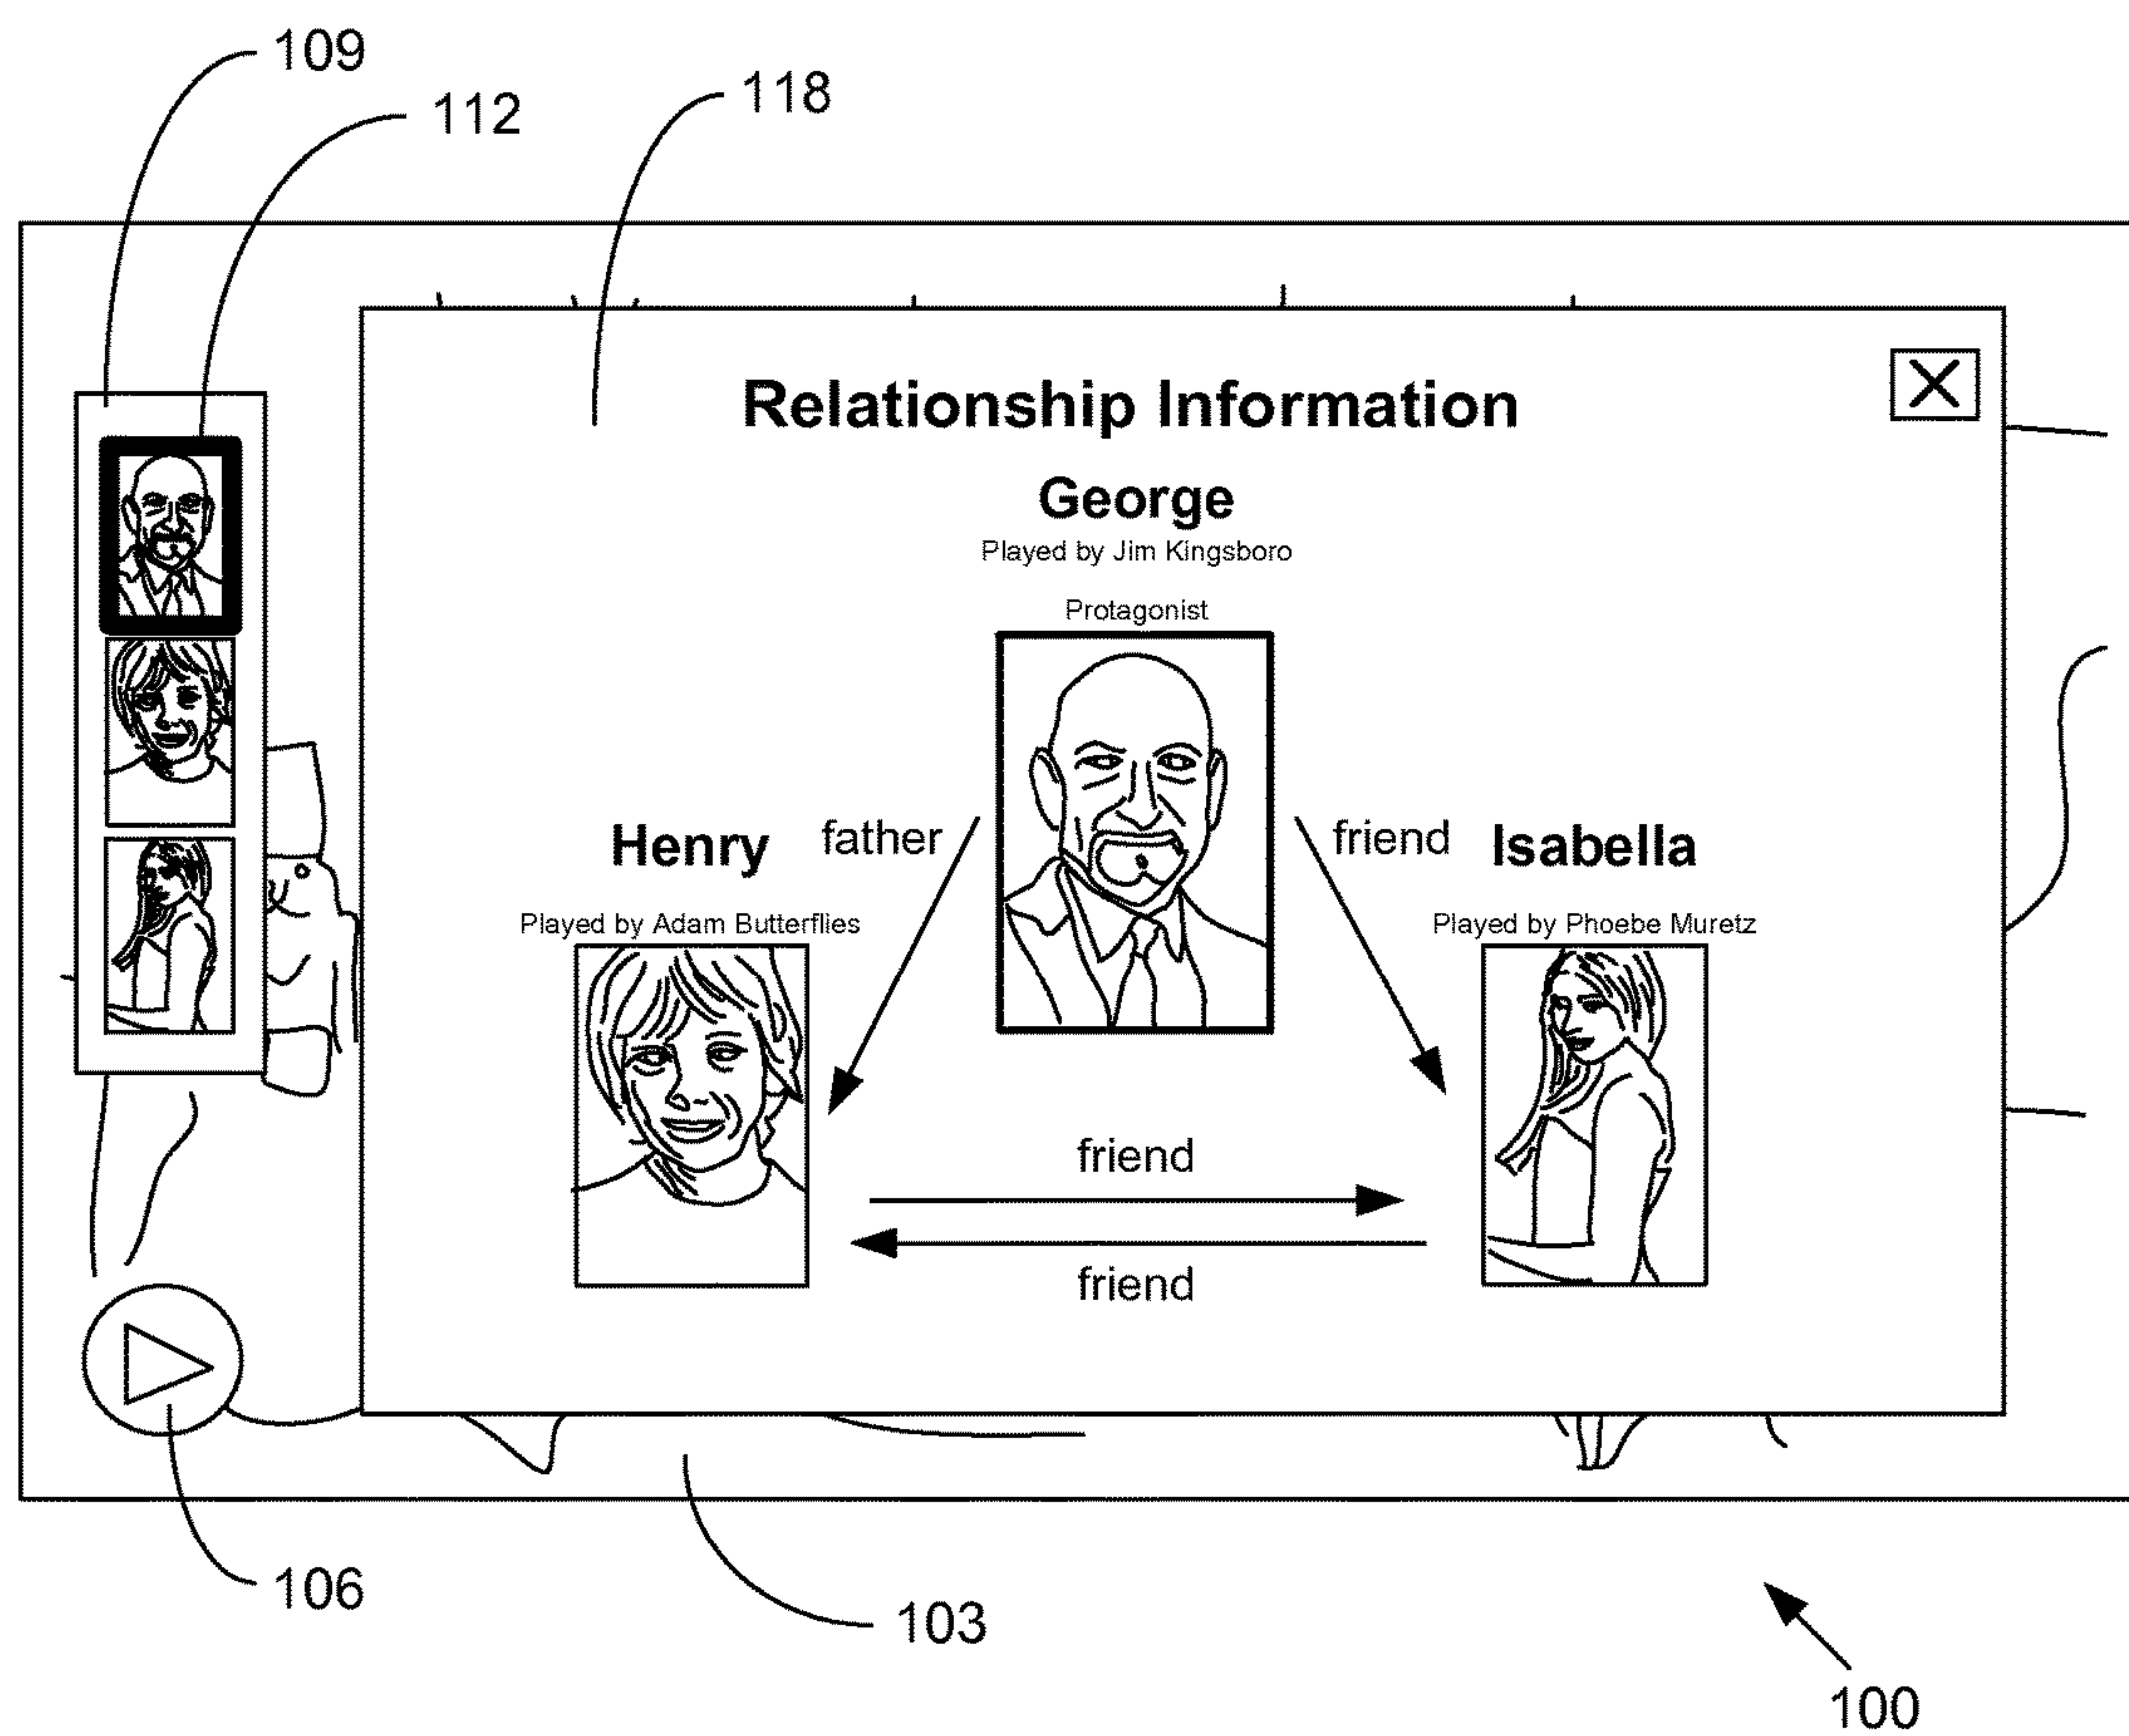 109
112
118
Relationship Information
X
George
Played by Jim Kingsboro
Protagonist
Henry
father
friend
Isabella
Played by Adam Butterflies
Played by Phoebe Muretz
friend
friend
106
103
100